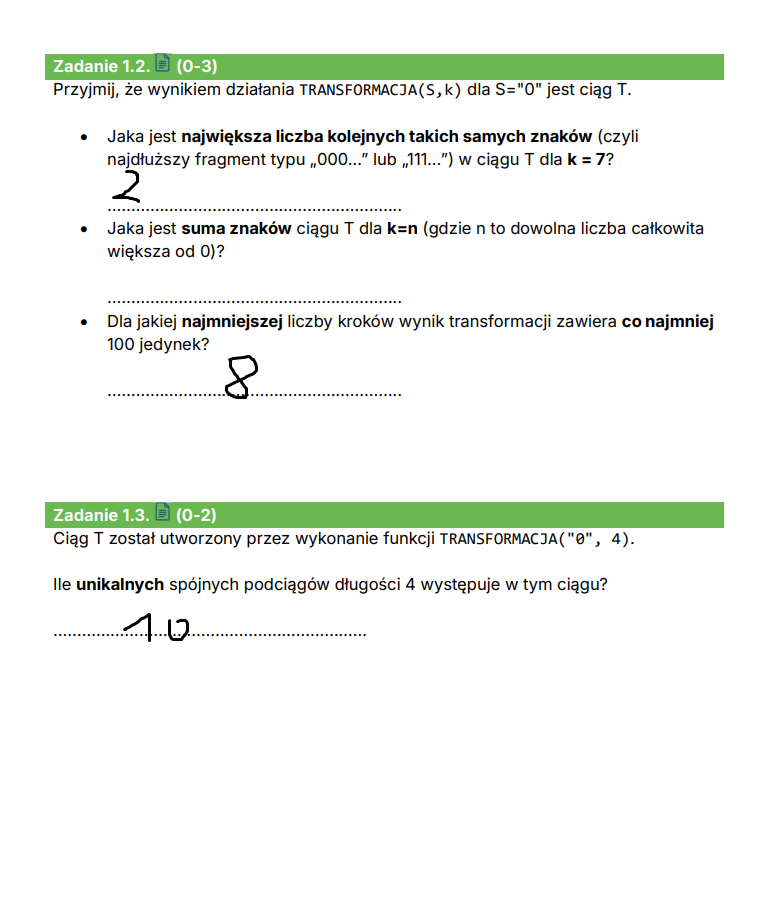 Zadanie 1.2. (0-3)
Przyjmij, że wynikiem działania TRANSFORMACJA(S,k) dla S="0" jest ciąg T.
• Jaka jest największa liczba kolejnych takich samych znaków (czyli
najdłuższy fragment typu „000...” lub „111...”) w ciągu T dla k = 7?
2
............................................................
• Jaka jest suma znaków ciągu T dla k=n (gdzie n to dowolna liczba całkowita
większa od 0)?
............................................................
• Dla jakiej najmniejszej liczby kroków wynik transformacji zawiera co najmniej
100 jedynek?
8
............................................................
Zadanie 1.3. (0-2)
Ciąg T został utworzony przez wykonanie funkcji TRANSFORMACJA("0", 4).
Ile unikalnych spójnych podciągów długości 4 występuje w tym ciągu?
10
................................................................